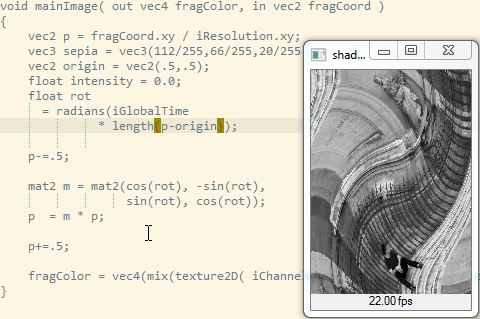 void mainImage( out vec4 fragColor, in vec2 fragCoord )
{
    vec2 p = fragCoord.xy / iResolution.xy;
    vec3 sepia = vec3(112/255,66/255,20/255
    vec2 origin = vec2(.5,.5);
    float intensity = 0.0;
    float rot
      = radians(iGlobalTime
              * length(p-origin));
    p-=.5;
    mat2 m = mat2(cos(rot), -sin(rot),
                  sin(rot), cos(rot));
    p  = m * p;
    p+=.5;
    fragColor = vec4(mix(texture2D( iChannel
}
shad...
22.00 fps